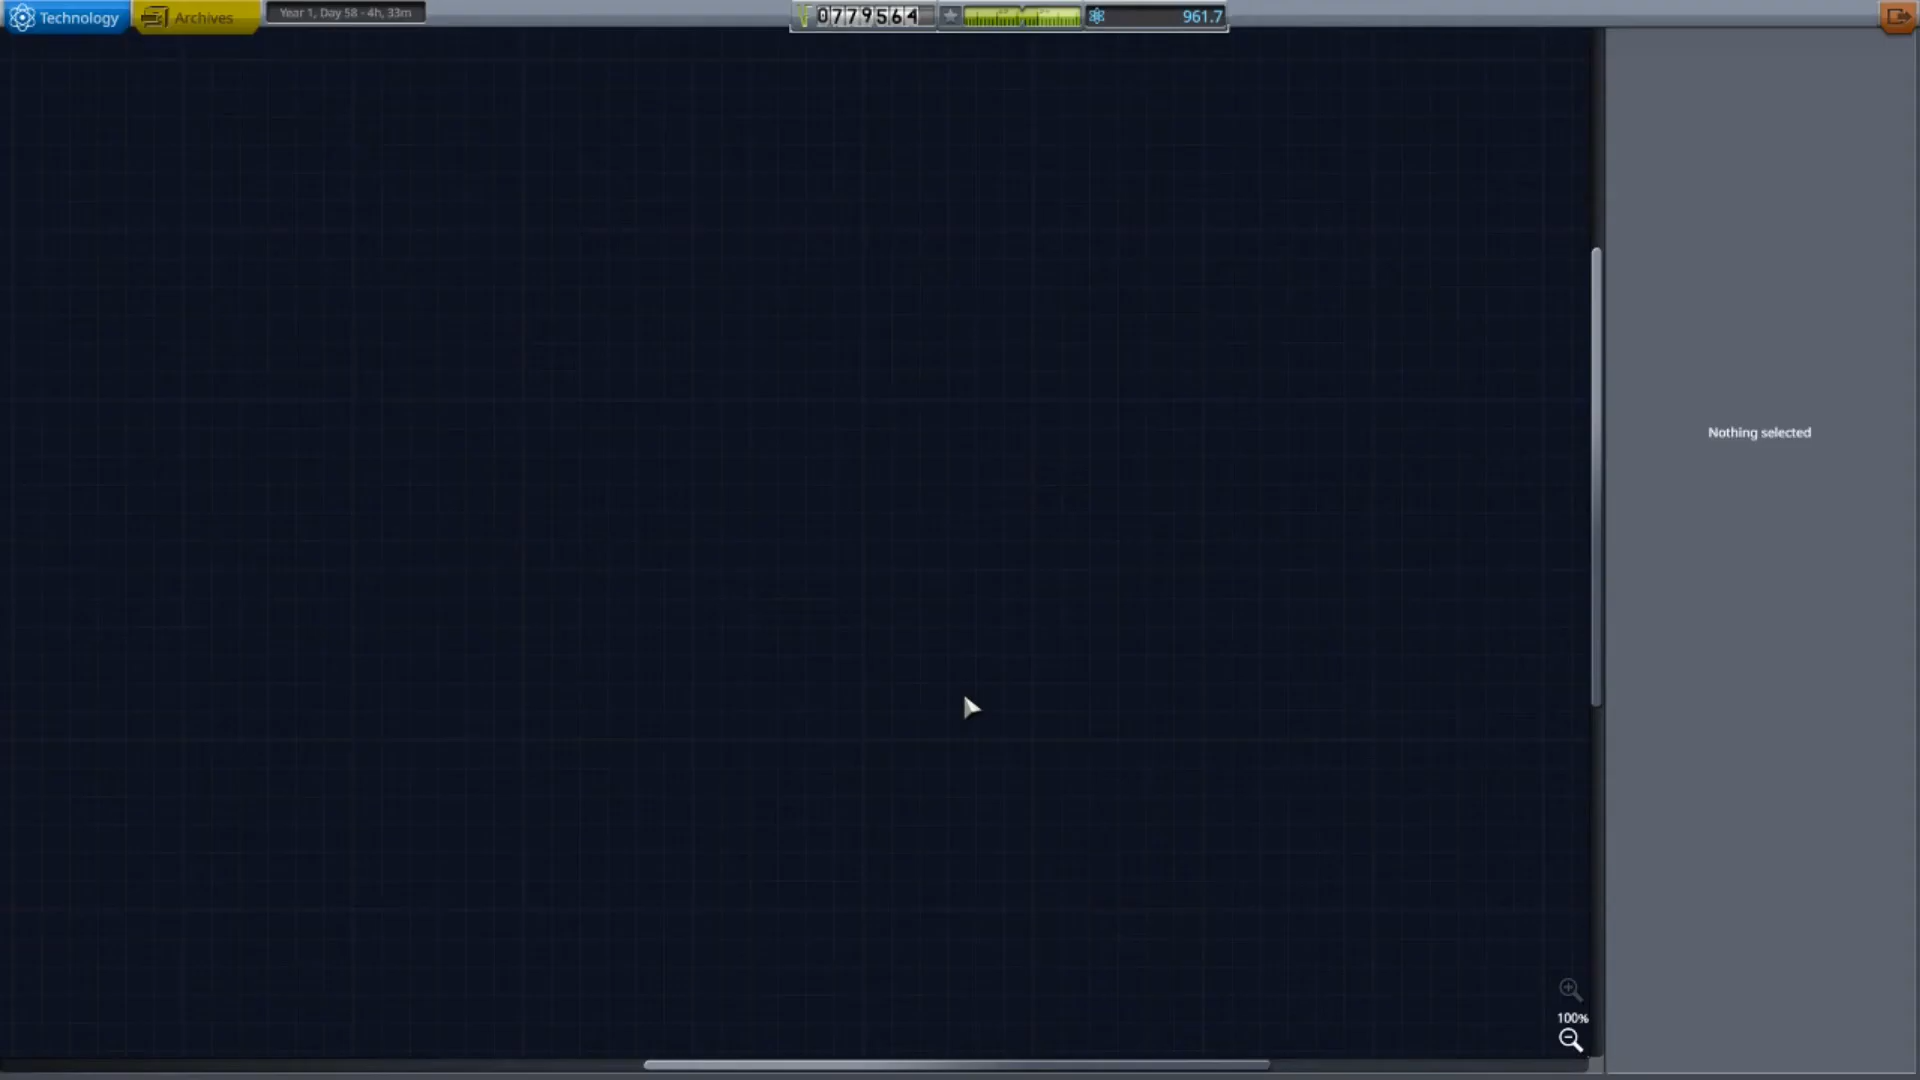 Technology
Archives
Year 1, Day 58 - 4h, 33m
0779564
961.7
Nothing selected
100%